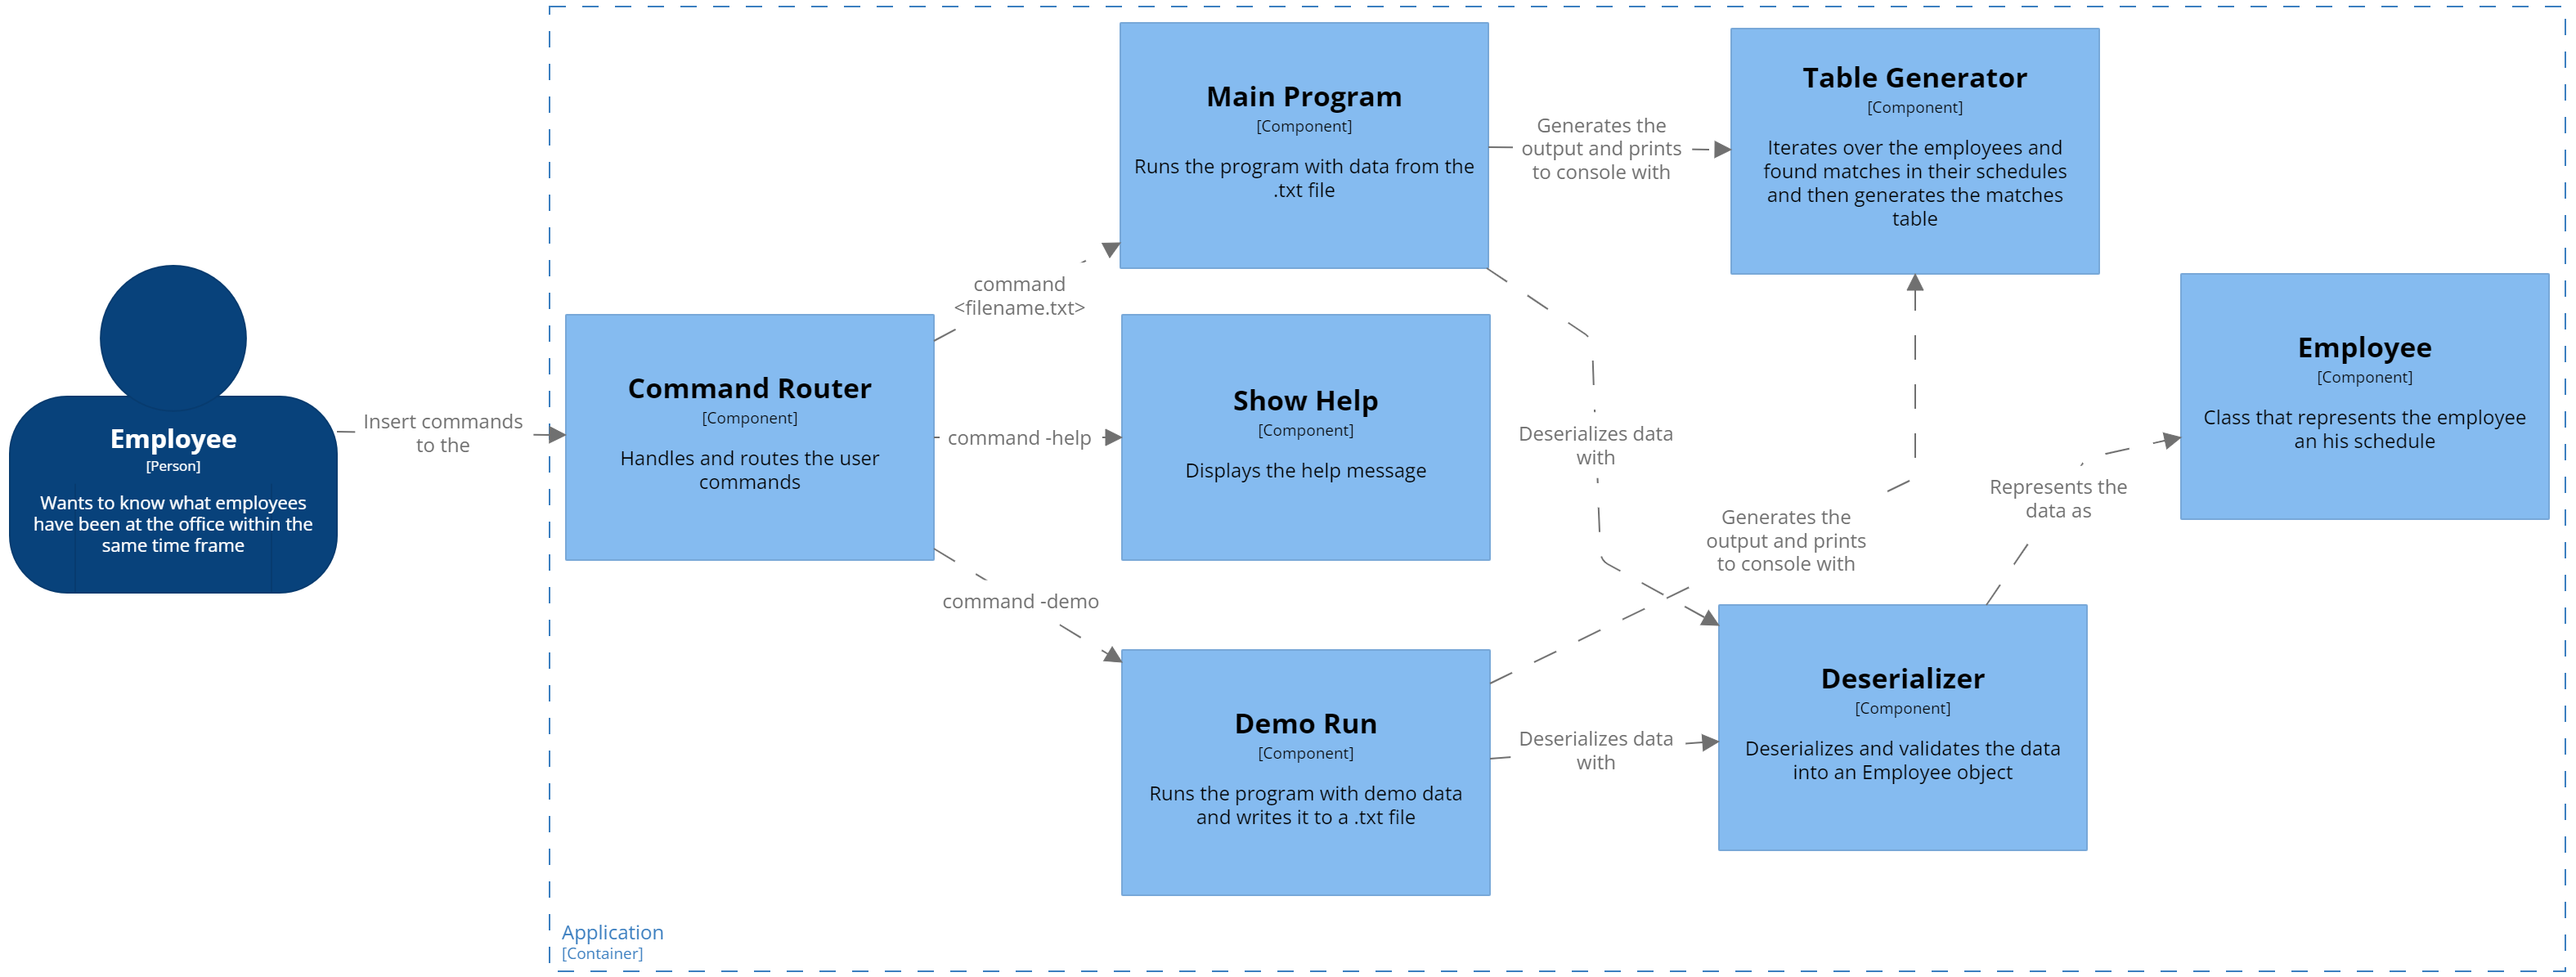 Employee
[Person]
Wants to know what employees
have been at the office within the
same time frame
Insert commands
to the
Command Router
[Component]
Handles and routes the user
commands
command
<filename.txt>
command -help
command -demo
Main Program
[Component]
Runs the program with data from the
.txt file
Show Help
[Component]
Displays the help message
Demo Run
[Component]
Runs the program with demo data
and writes it to a .txt file
Generates the
output and prints
to console with
Deserializes data
with
Generates the
output and prints
to console with
Deserializes data
with
Table Generator
[Component]
Iterates over the employees and
found matches in their schedules
and then generates the matches
table
Deserializer
[Component]
Deserializes and validates the data
into an Employee object
Represents the
data as
Employee
[Component]
Class that represents the employee
an his schedule
Application
[Container]